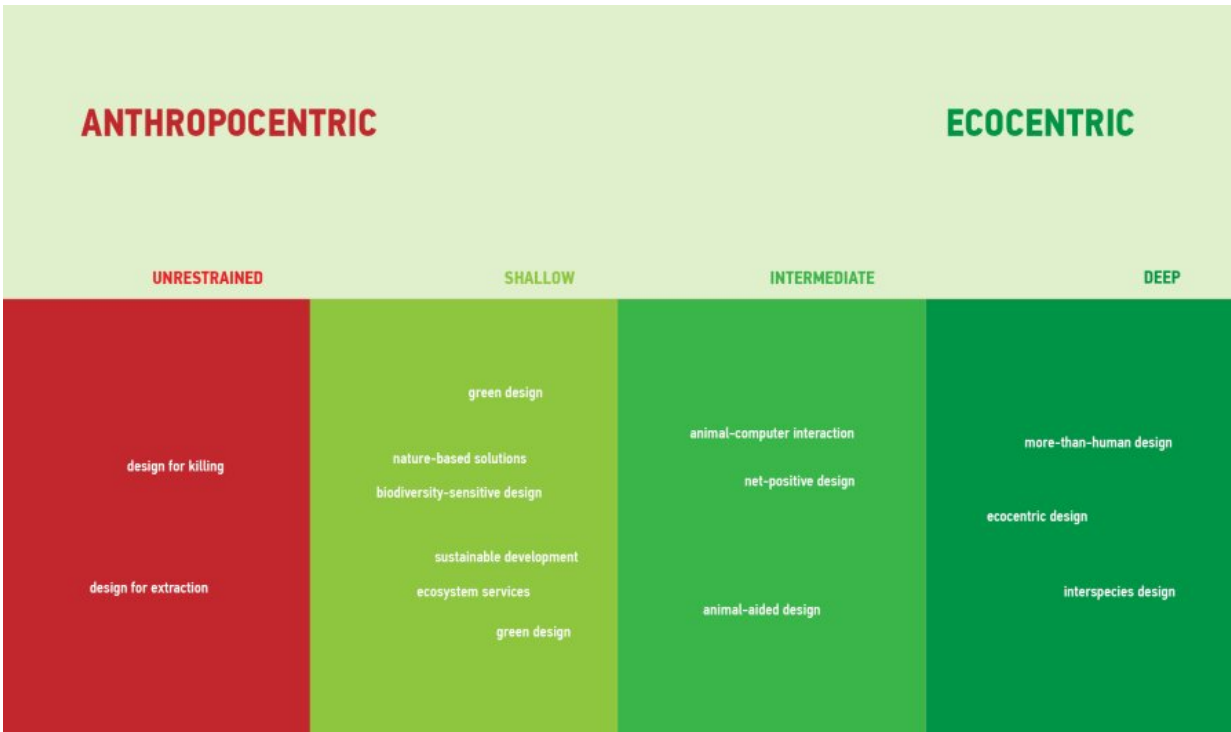 ANTHROPOCENTRIC
ECOCENTRIC
UNRESTRAINED
SHALLOW
INTERMEDIATE
DEEP
design for killing
design for extraction
green design
nature-based solutions
biodiversity-sensitive design
sustainable development
ecosystem services
green design
animal-computer interaction
net-positive design
animal-aided design
more-than-human design
ecocentric design
interspecies design